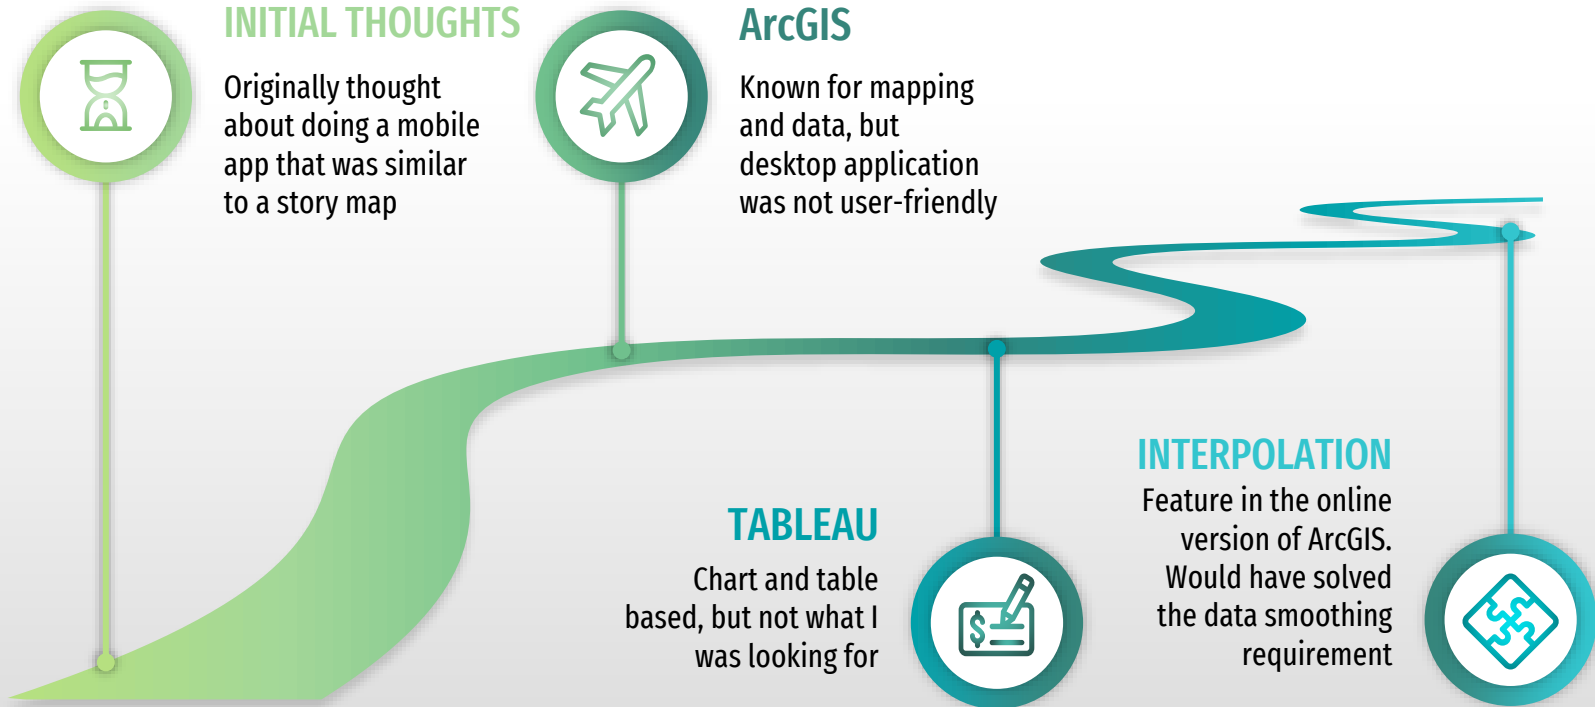 INITIAL THOUGHTS
Originally thought
about doing a mobile
app that was similar
to a story map
ArcGIS
Known for mapping
and data, but
desktop application
was not user-friendly
TABLEAU
Chart and table
based, but not what I
was looking for
$
INTERPOLATION
Feature in the online
version of ArcGIS.
Would have solved
the data smoothing
requirement